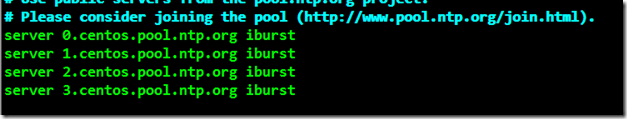 # Use public servers from the pool.ntp.org project.
# Please consider joining the pool (http://www.pool.ntp.org/join.html).
server 0.centos.pool.ntp.org iburst
server 1.centos.pool.ntp.org iburst
server 2.centos.pool.ntp.org iburst
server 3.centos.pool.ntp.org iburst